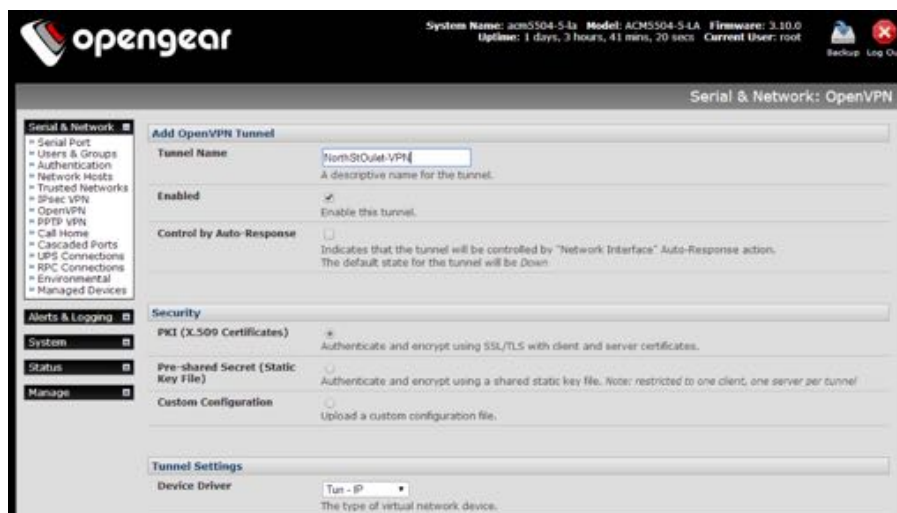 opengear
System Name: acm5504-5-la Model: ACM5504-5-LA Firmware: 3.10.0
Uptime: 1 days, 3 hours, 41 mins, 20 secs Current User: root
Backup Log Ou
Serial & Network: OpenVPN
Serial & Network
Serial Port
Users & Groups
Authentication
Network Hosts
Trusted Networks
IPsec VPN
OpenVPN
PPTP VPN
Call Home
Cascaded Ports
UPS Connections
RPC Connections
Environmental
Managed Devices
Alerts & Logging
System
Status
Manage
Add OpenVPN Tunnel
Tunnel Name
NorthStOulet-VPN
A descriptive name for the tunnel.
Enabled
Enable this tunnel.
Control by Auto-Response
Indicates that the tunnel will be controlled by "Network Interface" Auto-Response action.
The default state for the tunnel will be Down
Security
PKI (X.509 Certificates)
Authenticate and encrypt using SSL/TLS with client and server certificates.
Pre-shared Secret (Static
Key File)
Authenticate and encrypt using a shared static key file. Note: restricted to one client, one server per tunnel
Custom Configuration
Upload a custom configuration file.
Tunnel Settings
Device Driver
Tun - IP
The type of virtual network device.